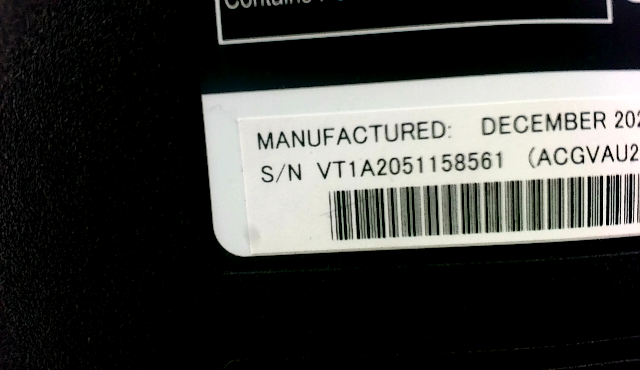 Contains
MANUFACTURED: DECEMBER 202
S/N VT1A2051158561 (ACGVAU2